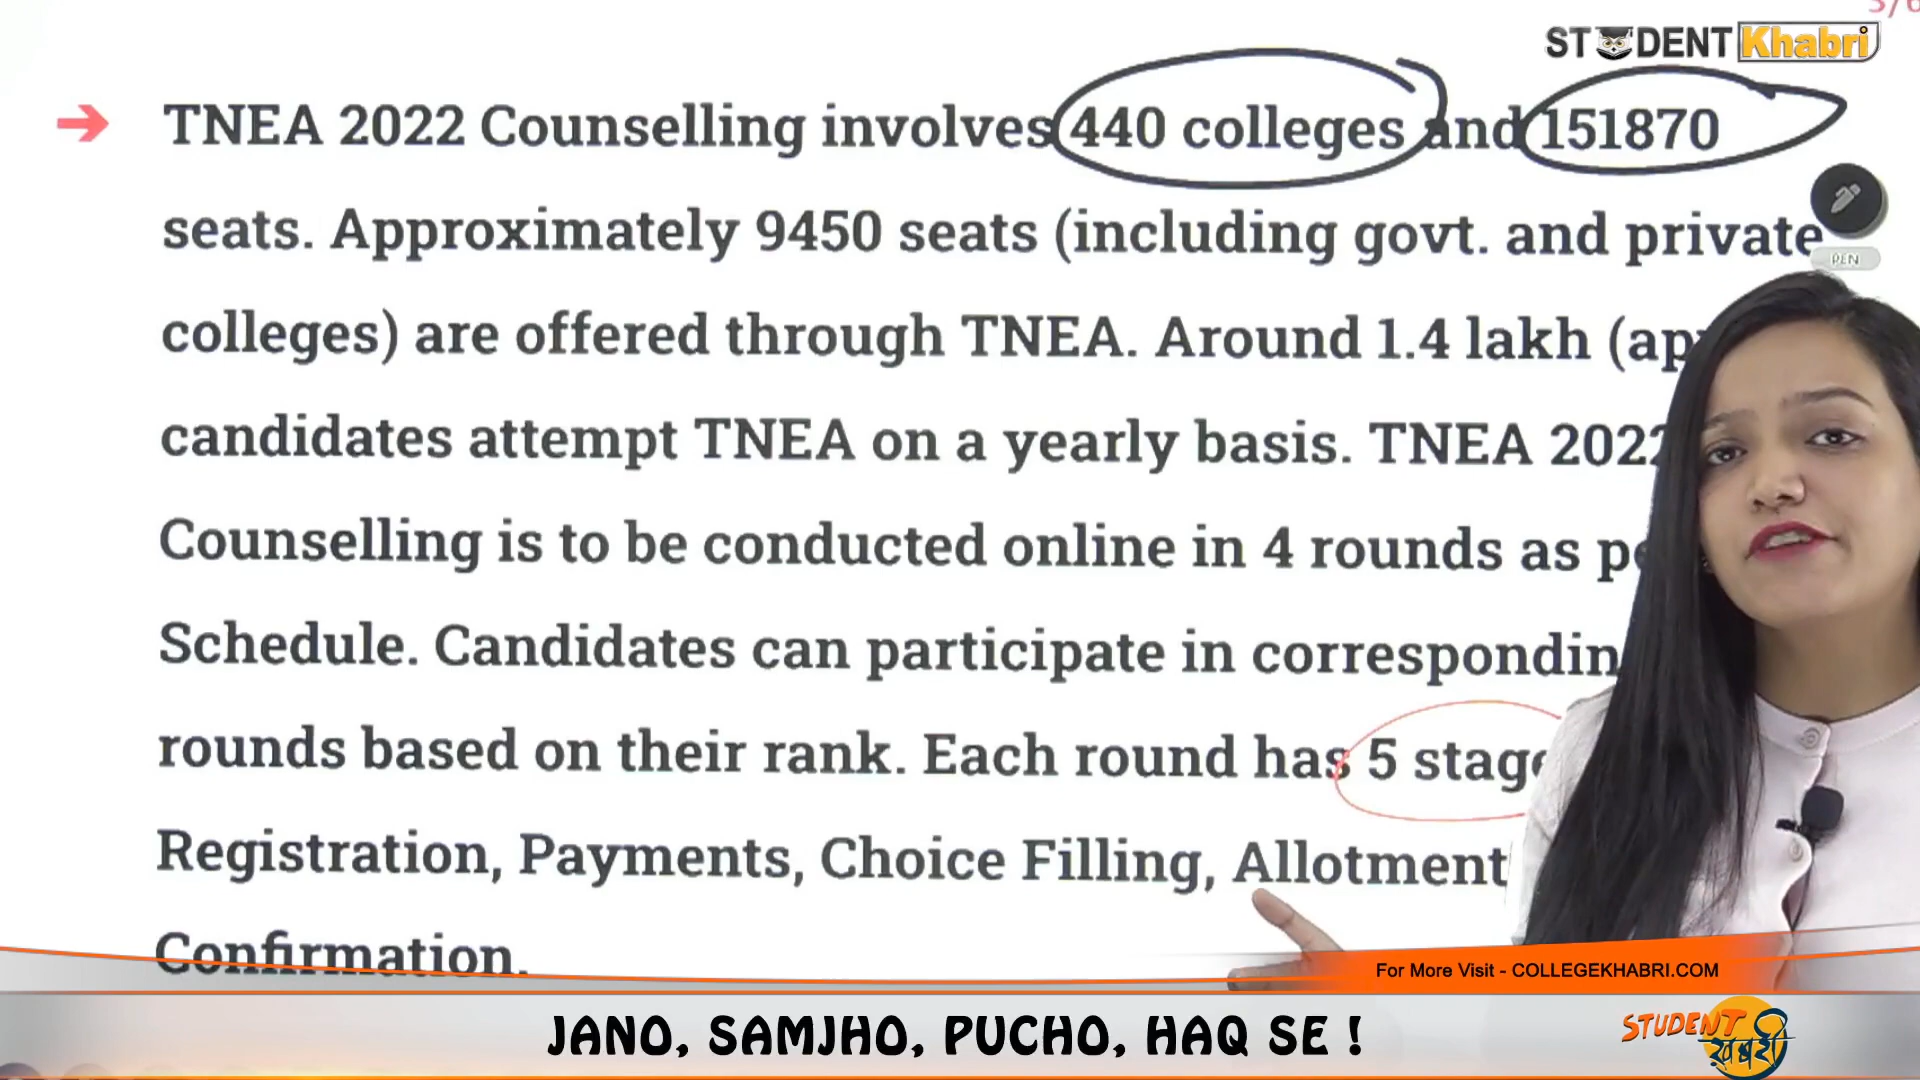 STUDENT Khabri
TNEA 2022 Counselling involves 440 colleges and 151870
seats. Approximately 9450 seats (including govt. and private
PEN
colleges) are offered through TNEA. Around 1.4 lakh
candidates attempt TNEA on a yearly basis. TNEA 2022
Counselling is to be conducted online in 4 rounds as
Schedule. Candidates can participate in
rounds based on their rank. Each round has 5
Registration, Payments, Choice Filling, Allotment
Confirmation.
For More Visit - COLLEGEKHABRI.COM
JANO, SAMJHO, PUCHO, HAQ SE !
STUDENT
ख़बरी